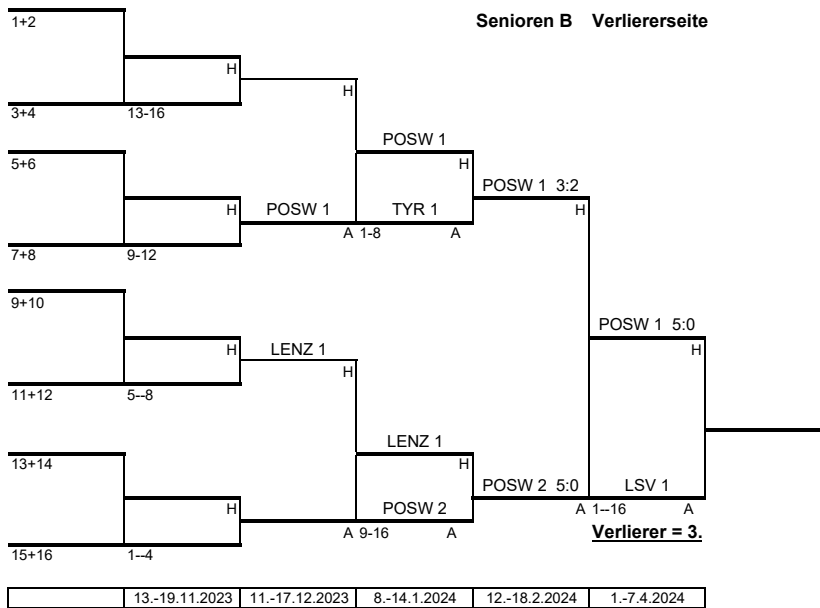 Senioren B Verliererseite
1+2
H
H
3+4 13-16
POSW 1
5+6
H
POSW 1 3:2
H POSW 1 TYR 1 H
A 1-8 A
7+8 9-12
9+10
POSW 1 5:0
H LENZ 1 H
H
11+12 5--8
LENZ 1
13+14
H
POSW 2 5:0 LSV 1
H POSW 2 A 1--16 A
A 9-16 A Verlierer = 3.
15+16 1--4
13.-19.11.2023 11.-17.12.2023 8.-14.1.2024 12.-18.2.2024 1.-7.4.2024